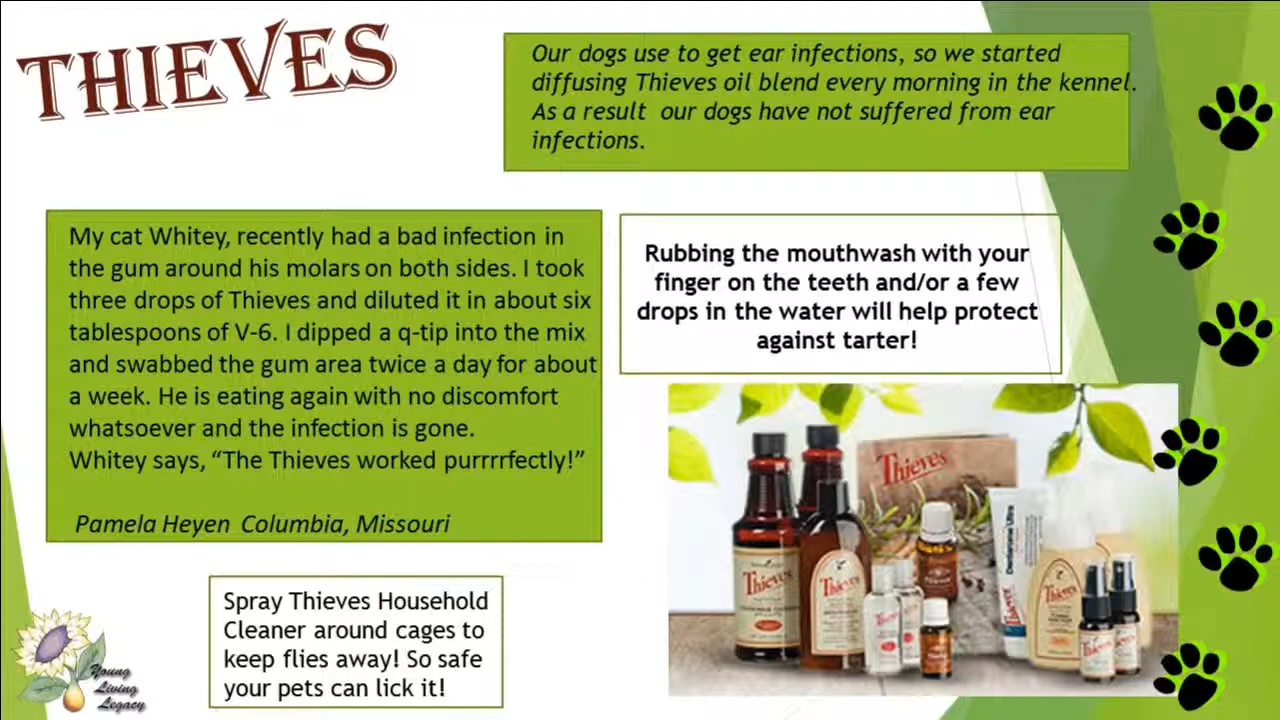 THIEVES
Our dogs use to get ear infections, so we started
diffusing Thieves oil blend every morning in the kennel.
As a result our dogs have not suffered from ear
infections.
My cat Whitey, recently had a bad infection in
the gum around his molars on both sides. I took
three drops of Thieves and diluted it in about six
tablespoons of V-6. I dipped a q-tip into the mix
and swabbed the gum area twice a day for about
a week. He is eating again with no discomfort
whatsoever and the infection is gone.
Whitey says, “The Thieves worked purrrrfectly!”
Pamela Heyen Columbia, Missouri
Rubbing the mouthwash with your
finger on the teeth and/or a few
drops in the water will help protect
against tarter!
Thieves
Thieves
Thieves
Thieves
Thieves
Thieves
Spray Thieves Household
Cleaner around cages to
keep flies away! So safe
your pets can lick it!
Young
Living
Legacy